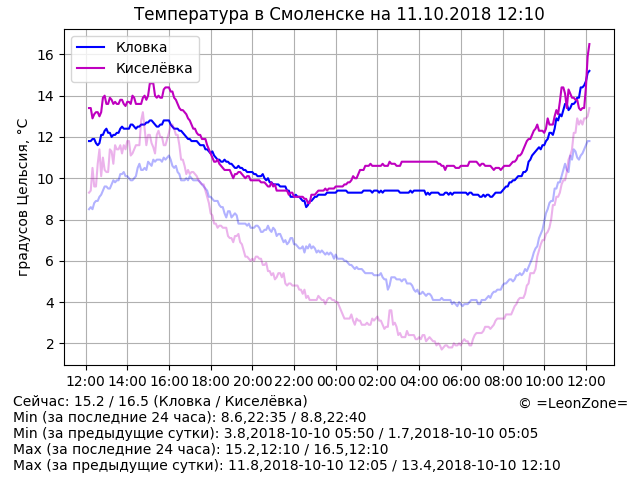 Температура в Смоленске на 11.10.2018 12:10
Кловка
Киселёвка
градусов Цельсия, °C
16
14
12
10
8
6
4
2
12:00 14:00 16:00 18:00 20:00 22:00 00:00 02:00 04:00 06:00 08:00 10:00 12:00
Сейчас: 15.2 / 16.5 (Кловка / Киселёвка)
© =LeonZone=
Min (за последние 24 часа): 8.6,22:35 / 8.8,22:40
Min (за предыдущие сутки): 3.8,2018-10-10 05:50 / 1.7,2018-10-10 05:05
Max (за последние 24 часа): 15.2,12:10 / 16.5,12:10
Max (за предыдущие сутки): 11.8,2018-10-10 12:05 / 13.4,2018-10-10 12:10